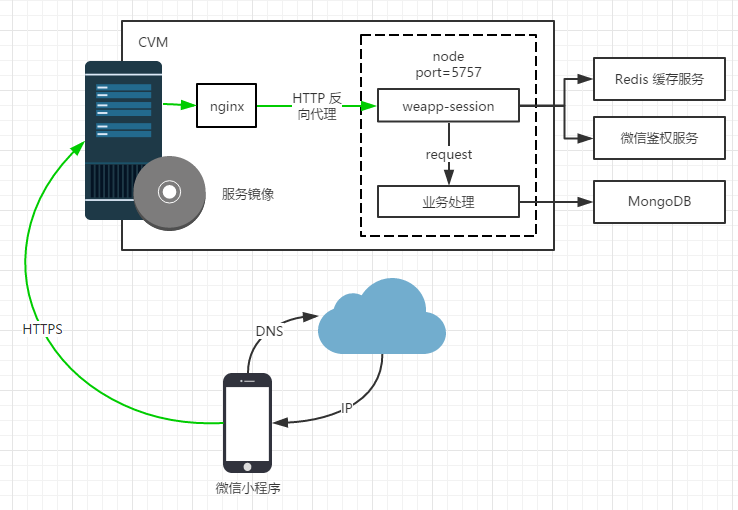 CVM
node
port=5757
nginx
HTTP 反
向代理
weapp-session
Redis 缓存服务
微信鉴权服务
request
服务镜像
业务处理
MongoDB
HTTPS
DNS
IP
微信小程序